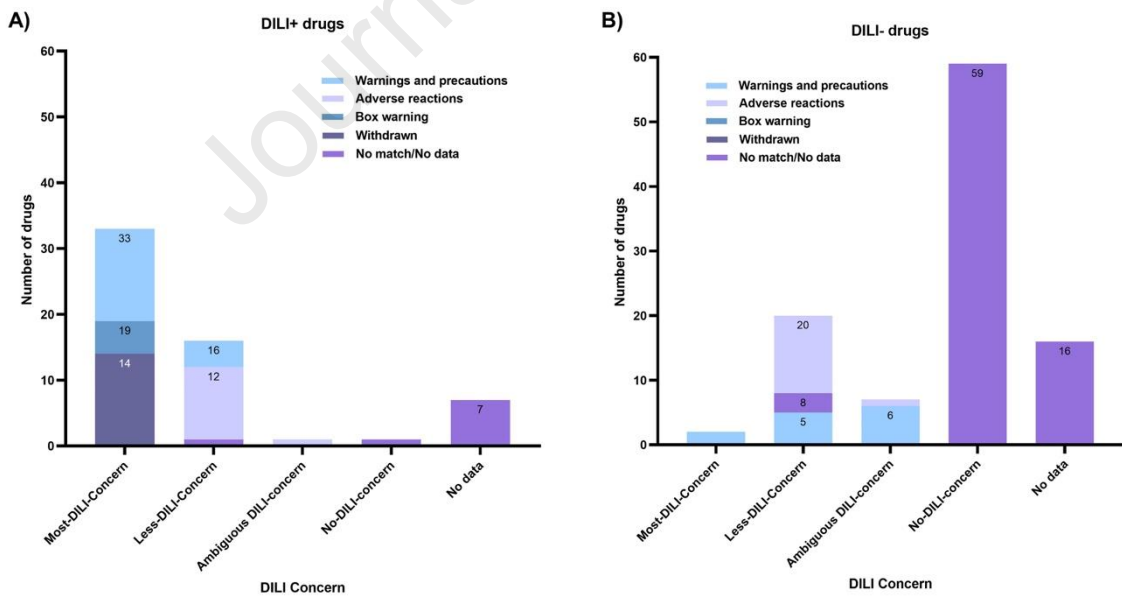 A)
DILI+ drugs
Number of drugs
60
50
40
30
20
10
0
Warnings and precautions
Adverse reactions
Box warning
Withdrawn
No match/No data
33
19
14
16
12
7
Most-DILI-Concern
Less-DILI-Concern
Ambiguous DILI-concern
No-DILI-concern
No data
DILI Concern
B)
DILI- drugs
Number of drugs
60
50
40
30
20
10
0
Warnings and precautions
Adverse reactions
Box warning
Withdrawn
No match/No data
20
8
5
6
59
16
Most-DILI-Concern
Less-DILI-Concern
Ambiguous DILI-concern
No-DILI-concern
No data
DILI Concern